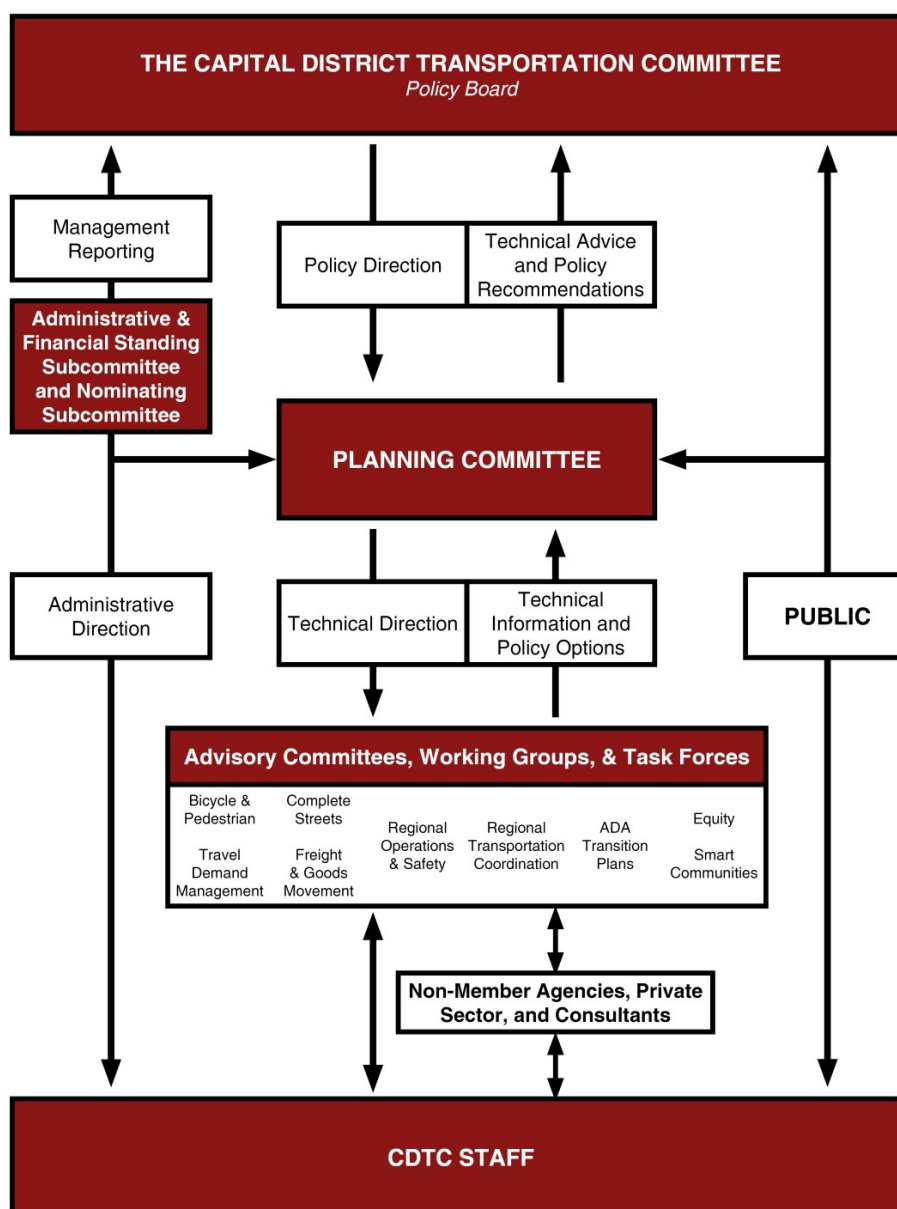 THE CAPITAL DISTRICT TRANSPORTATION COMMITTEE
Policy Board
Management
Reporting
Policy Direction
Technical Advice
and Policy
Recommendations
Administrative &
Financial Standing
Subcommittee
and Nominating
Subcommittee
PLANNING COMMITTEE
Administrative
Direction
Technical Direction
Technical
Information and
Policy Options
PUBLIC
Advisory Committees, Working Groups, & Task Forces
Bicycle &
Pedestrian
Travel
Demand
Management
Complete
Streets
Freight
& Goods
Movement
Regional
Operations
& Safety
Regional
Transportation
Coordination
ADA
Transition
Plans
Equity
Smart
Communities
Non-Member Agencies, Private
Sector, and Consultants
CDTC STAFF